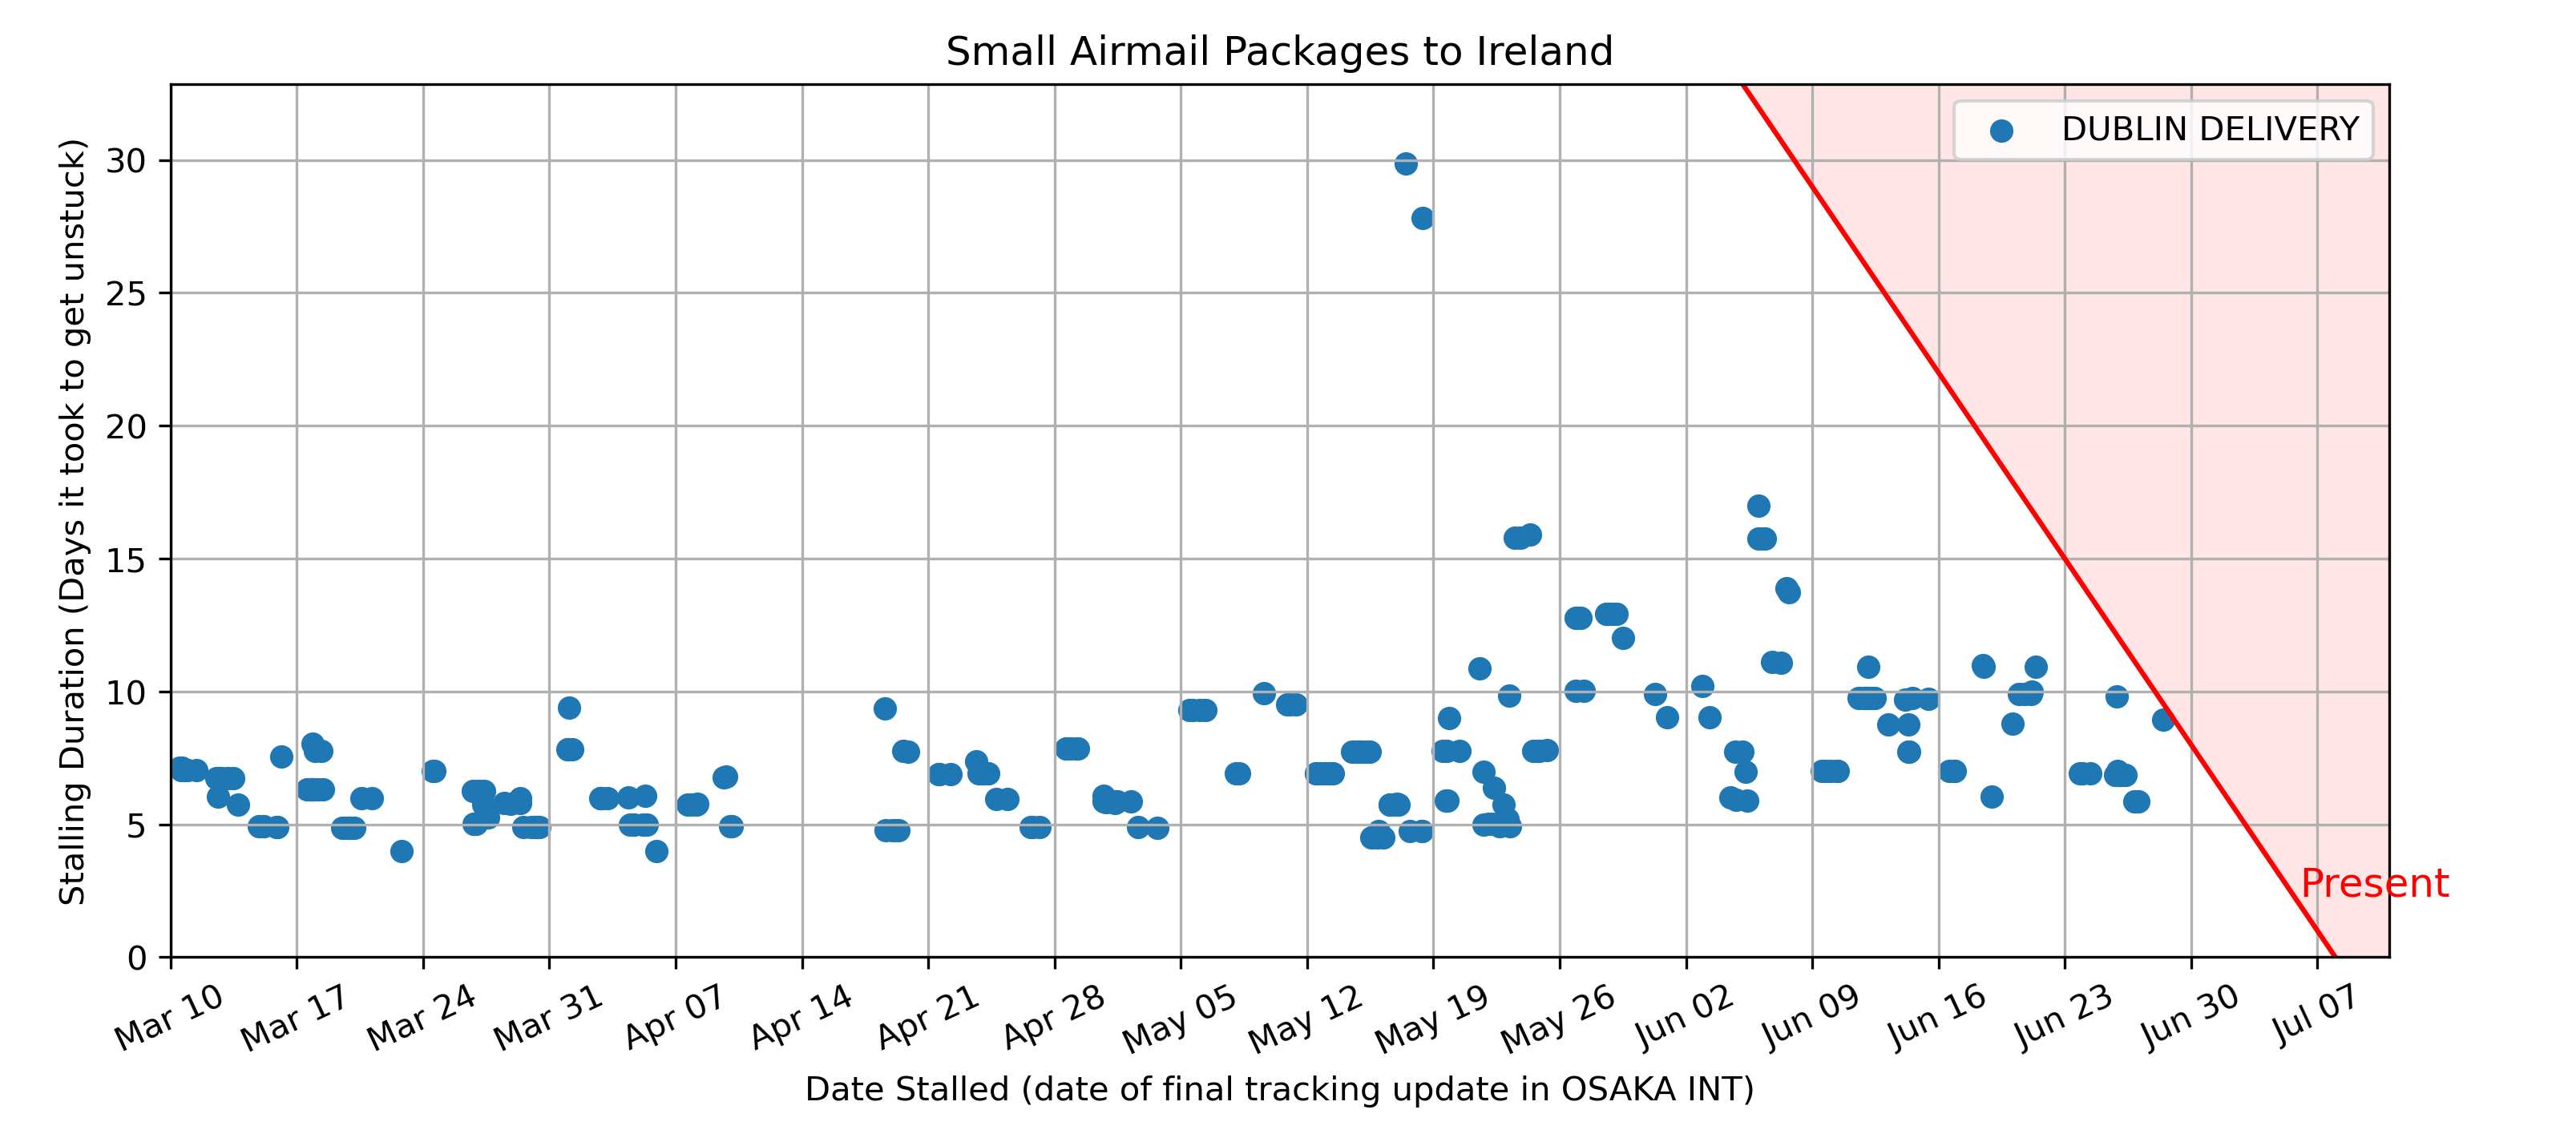 Small Airmail Packages to Ireland
DUBLIN DELIVERY
Stalling Duration (Days it took to get unstuck)
30
25
20
15
10
5
0
Present
Mar 10
Mar 17
Mar 24
Mar 31
Apr 07
Apr 14
Apr 21
Apr 28
May 05
May 12
May 19
May 26
Jun 02
Jun 09
Jun 16
Jun 23
Jun 30
Jul 07
Date Stalled (date of final tracking update in OSAKA INT)